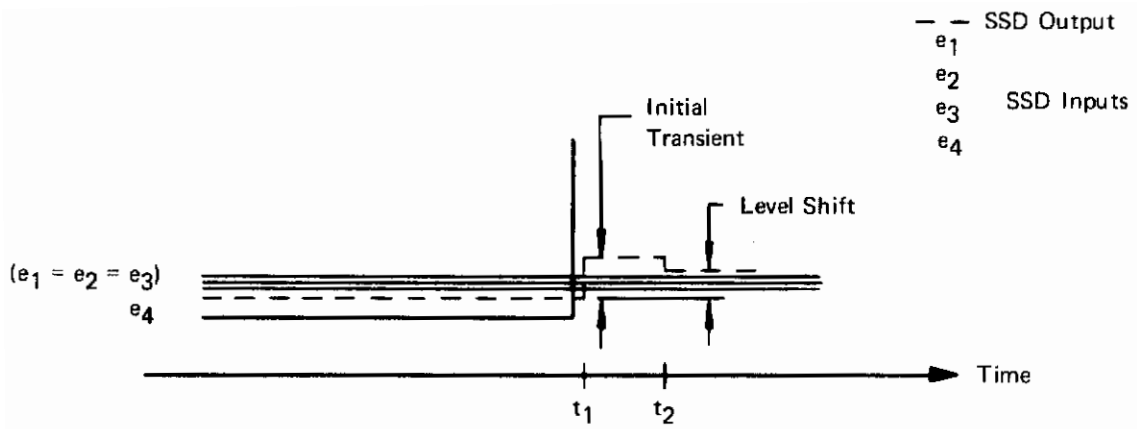 SSD Output
e1
e2
e3 SSD Inputs
e4
Initial
Transient
Level Shift
(e1 = e2 = e3)
e4
Time
t1 t2